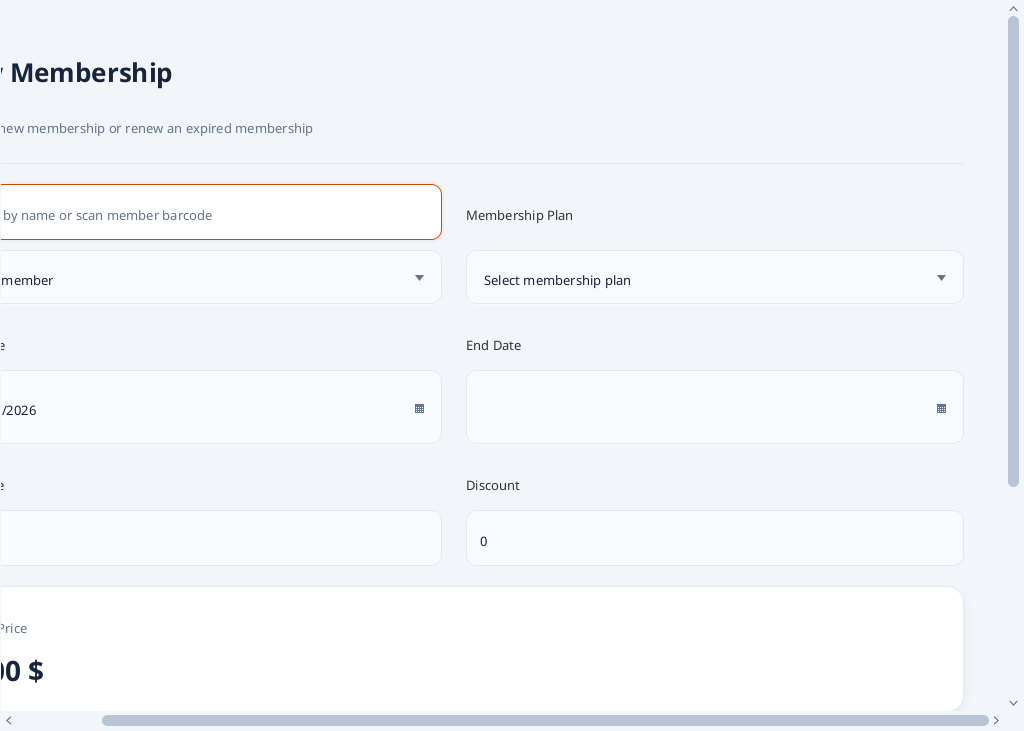 Membership
new membership or renew an expired membership
by name or scan member barcode
Membership Plan
member
Select membership plan
e
End Date
/2026
e
Discount
0
Price
00 $